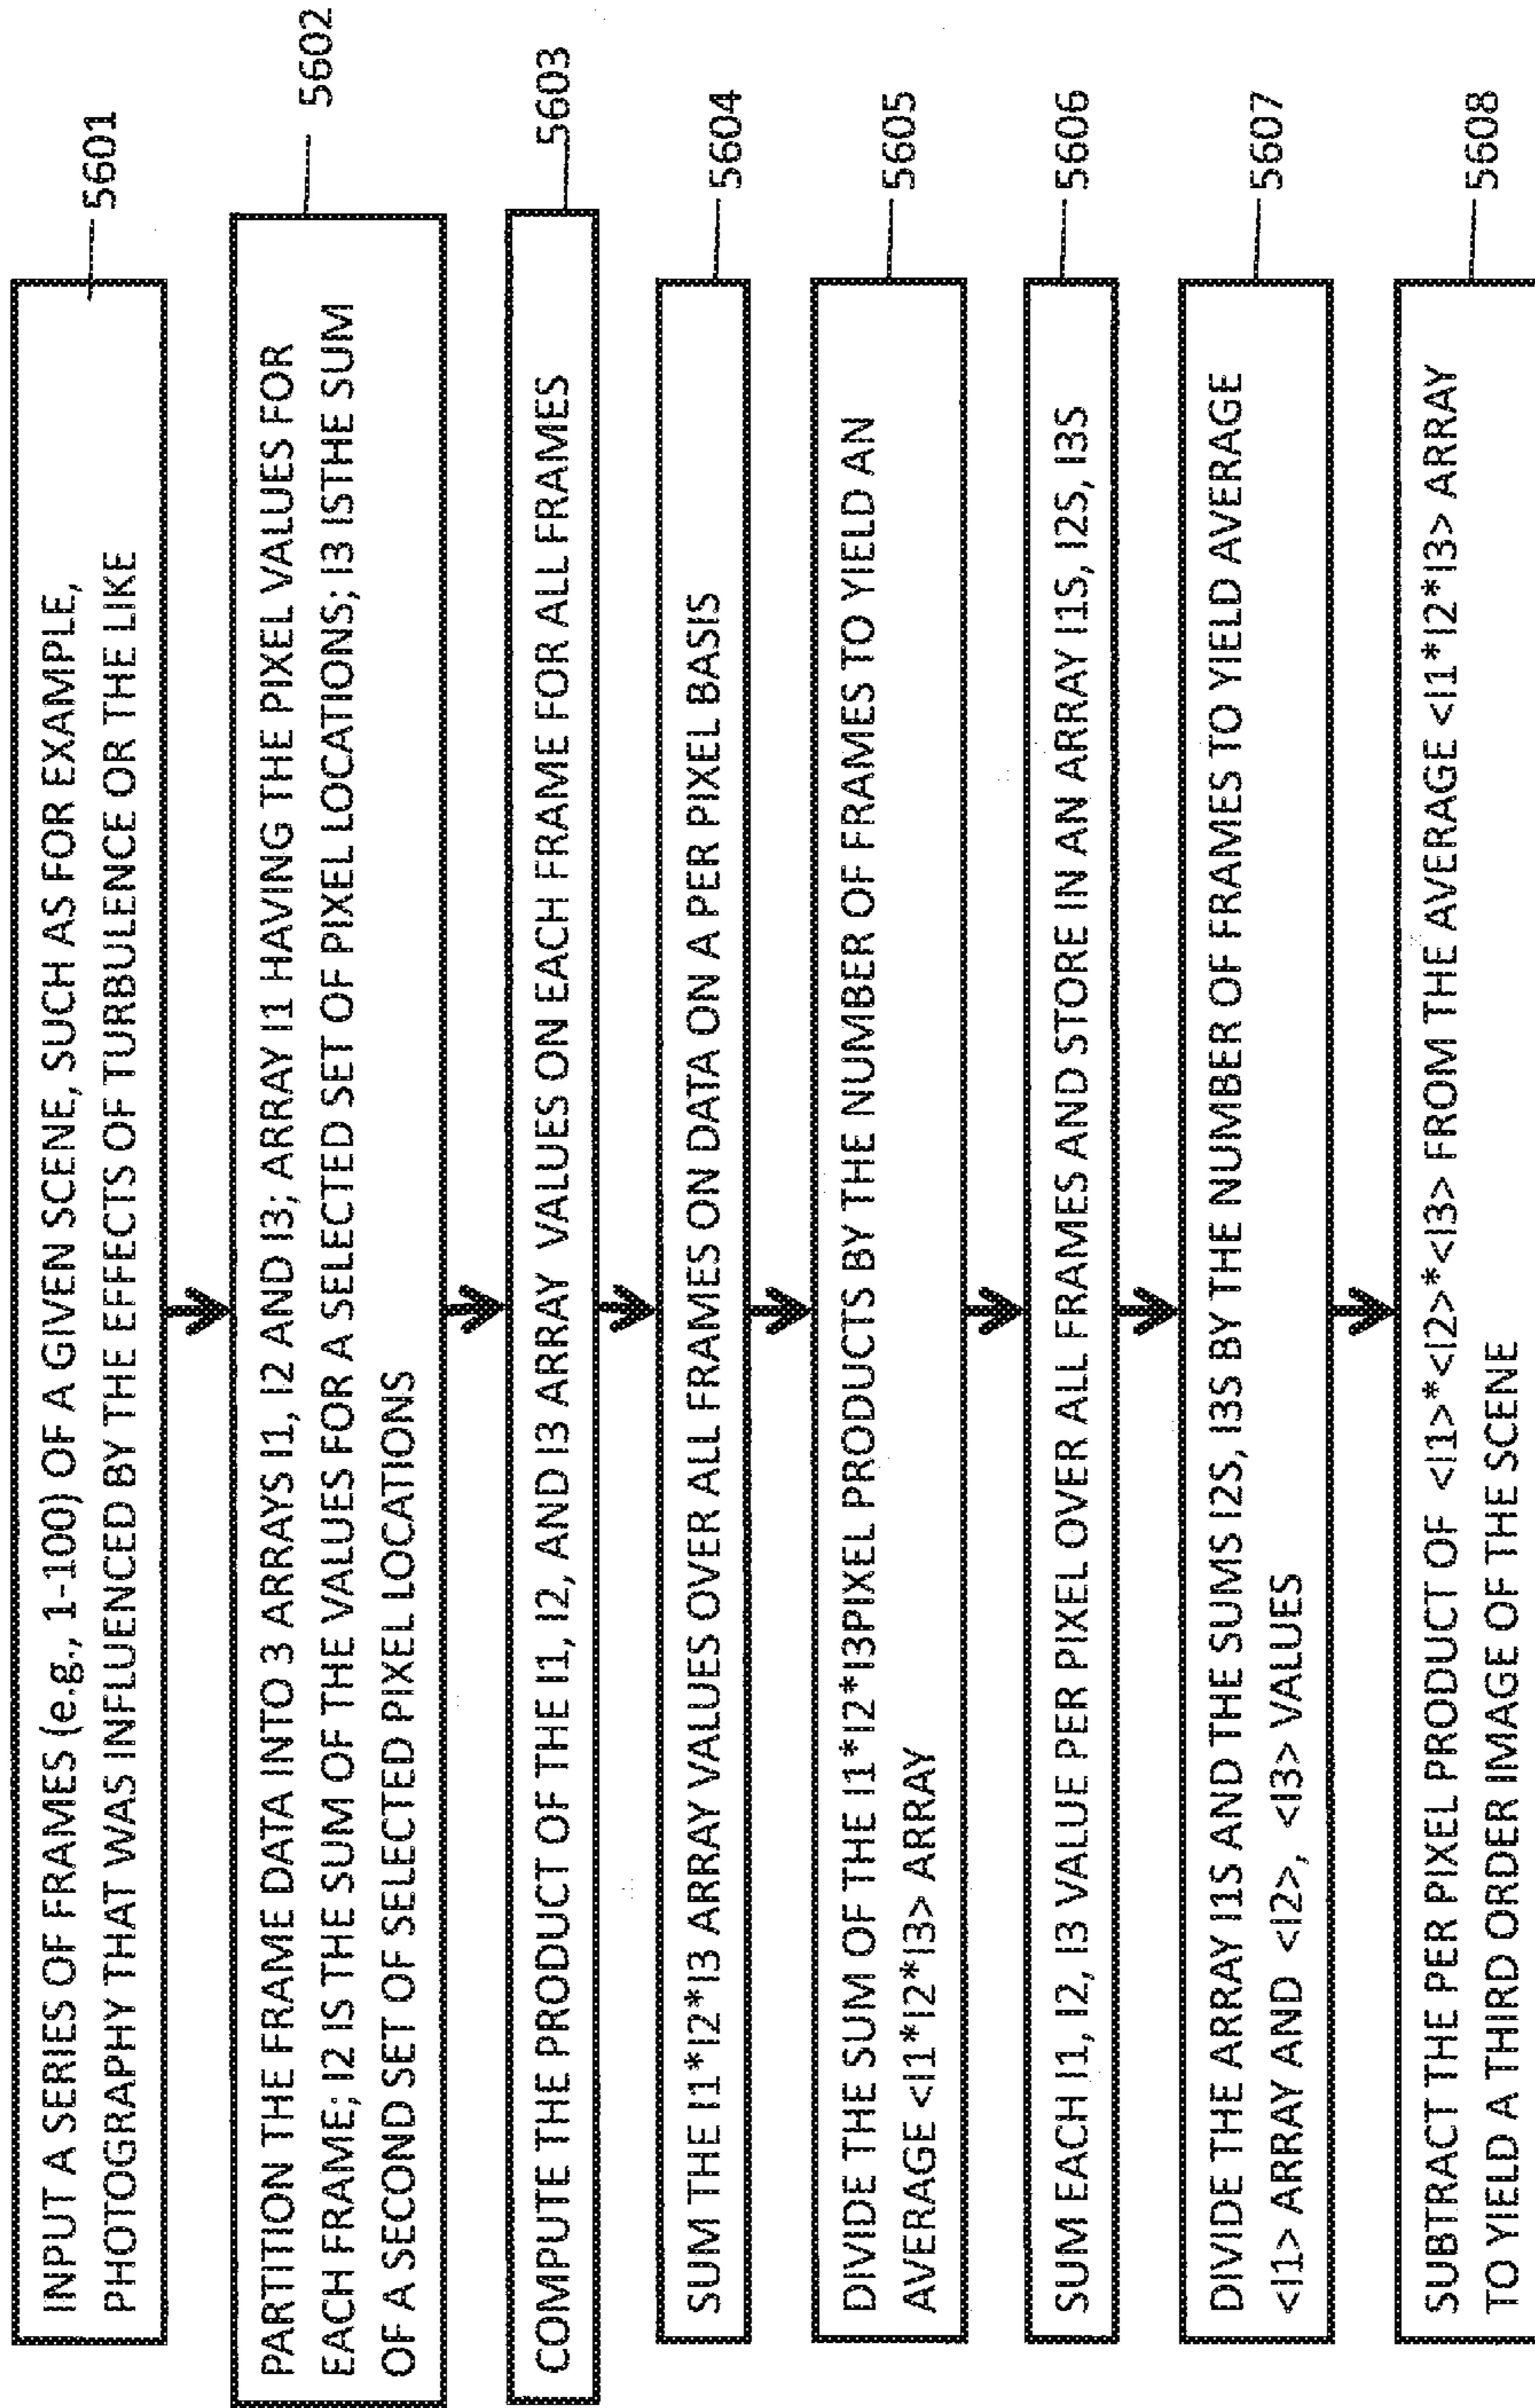 INPUT A SERIES OF FRAMES (e.g., 1-100) OF A GIVEN SCENE, SUCH AS FOR EXAMPLE,
PHOTOGRAPHY THAT WAS INFLUENCED BY THE EFFECTS OF TURBULENCE OR THE LIKE
5601
PARTITION THE FRAME DATA INTO 3 ARRAYS I1, I2 AND I3; ARRAY I1 HAVING THE PIXEL VALUES FOR
EACH FRAME; I2 IS THE SUM OF THE VALUES FOR A SELECTED SET OF PIXEL LOCATIONS; I3 ISTHE SUM
OF A SECOND SET OF SELECTED PIXEL LOCATIONS
5602
COMPUTE THE PRODUCT OF THE I1, I2, AND I3 ARRAY VALUES ON EACH FRAME FOR ALL FRAMES
5603
SUM THE I1*I2*I3 ARRAY VALUES OVER ALL FRAMES ON DATA ON A PER PIXEL BASIS
5604
DIVIDE THE SUM OF THE I1*I2*I3PIXEL PRODUCTS BY THE NUMBER OF FRAMES TO YIELD AN
AVERAGE <I1*I2*I3> ARRAY
5605
SUM EACH I1, I2, I3 VALUE PER PIXEL OVER ALL FRAMES AND STORE IN AN ARRAY I1S, I2S, I3S
5606
DIVIDE THE ARRAY I1S AND THE SUMS I2S, I3S BY THE NUMBER OF FRAMES TO YIELD AVERAGE
<I1> ARRAY AND <I2>, <I3> VALUES
5607
SUBTRACT THE PER PIXEL PRODUCT OF <I1>*<I2>*<I3> FROM THE AVERAGE <I1*I2*I3> ARRAY
TO YIELD A THIRD ORDER IMAGE OF THE SCENE
5608